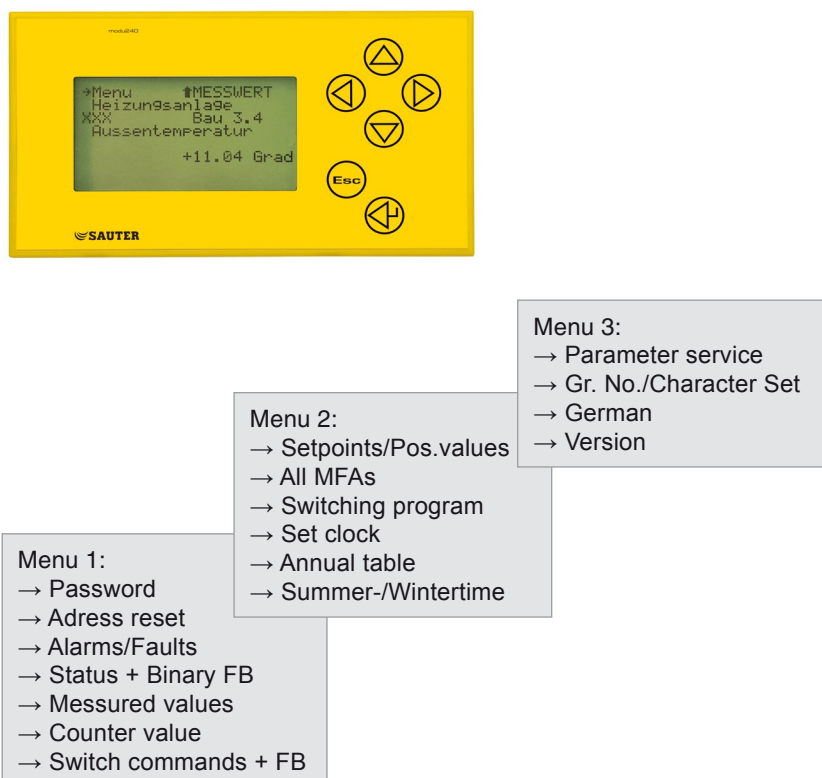 modu240
→Menu ⬆MESSWERT
Heizungsanlage
XXX Bau 3.4
Aussentemperatur
+11.04 Grad
Esc
SAUTER
Menu 3:
→ Parameter service
→ Gr. No./Character Set
→ German
→ Version
Menu 2:
→ Setpoints/Pos.values
→ All MFAs
→ Switching program
→ Set clock
→ Annual table
→ Summer-/Wintertime
Menu 1:
→ Password
→ Adress reset
→ Alarms/Faults
→ Status + Binary FB
→ Messured values
→ Counter value
→ Switch commands + FB